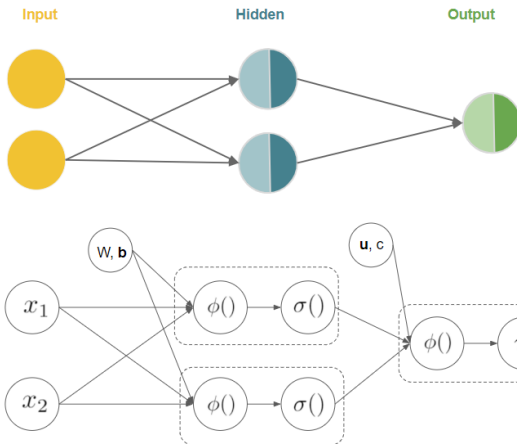 Input Hidden Output
W, b u, c
x₁ ϕ() σ()
ϕ()
x₂ ϕ() σ()